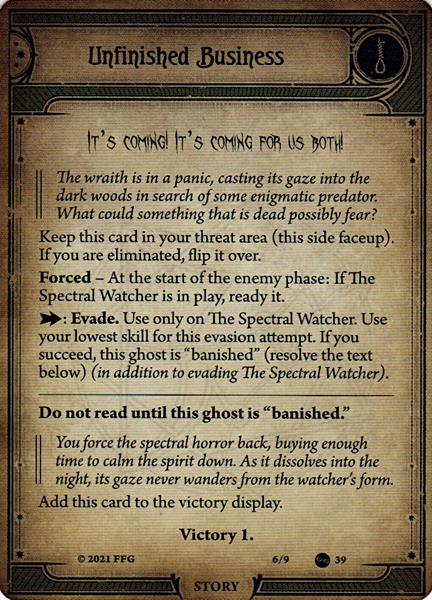 Unfinished Business
It's coming! It's coming for us both!
The wraith is in a panic, casting its gaze into the
dark woods in search of some enigmatic predator.
What could something that is dead possibly fear?
Keep this card in your threat area (this side faceup).
If you are eliminated, flip it over.
Forced – At the start of the enemy phase: If The
Spectral Watcher is in play, ready it.
: Evade. Use only on The Spectral Watcher. Use
your lowest skill for this evasion attempt. If you
succeed, this ghost is “banished” (resolve the text
below) (in addition to evading The Spectral Watcher).
Do not read until this ghost is “banished.”
You force the spectral horror back, buying enough
time to calm the spirit down. As it dissolves into the
night, its gaze never wanders from the watcher's form.
Add this card to the victory display.
Victory 1.
© 2021 FFG 6/9 39
STORY